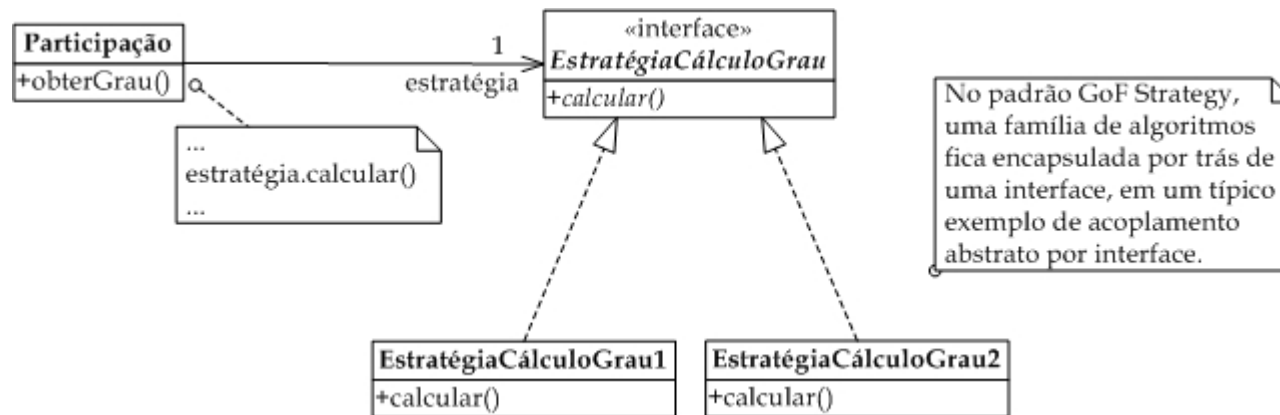 Participação
+obterGrau()
1
estratégia
«interface»
EstratégiaCálculoGrau
+calcular()
...
estratégia.calcular()
...
No padrão GoF Strategy,
uma família de algoritmos
fica encapsulada por trás de
uma interface, em um típico
exemplo de acoplamento
abstrato por interface.
EstratégiaCálculoGrau1
+calcular()
EstratégiaCálculoGrau2
+calcular()